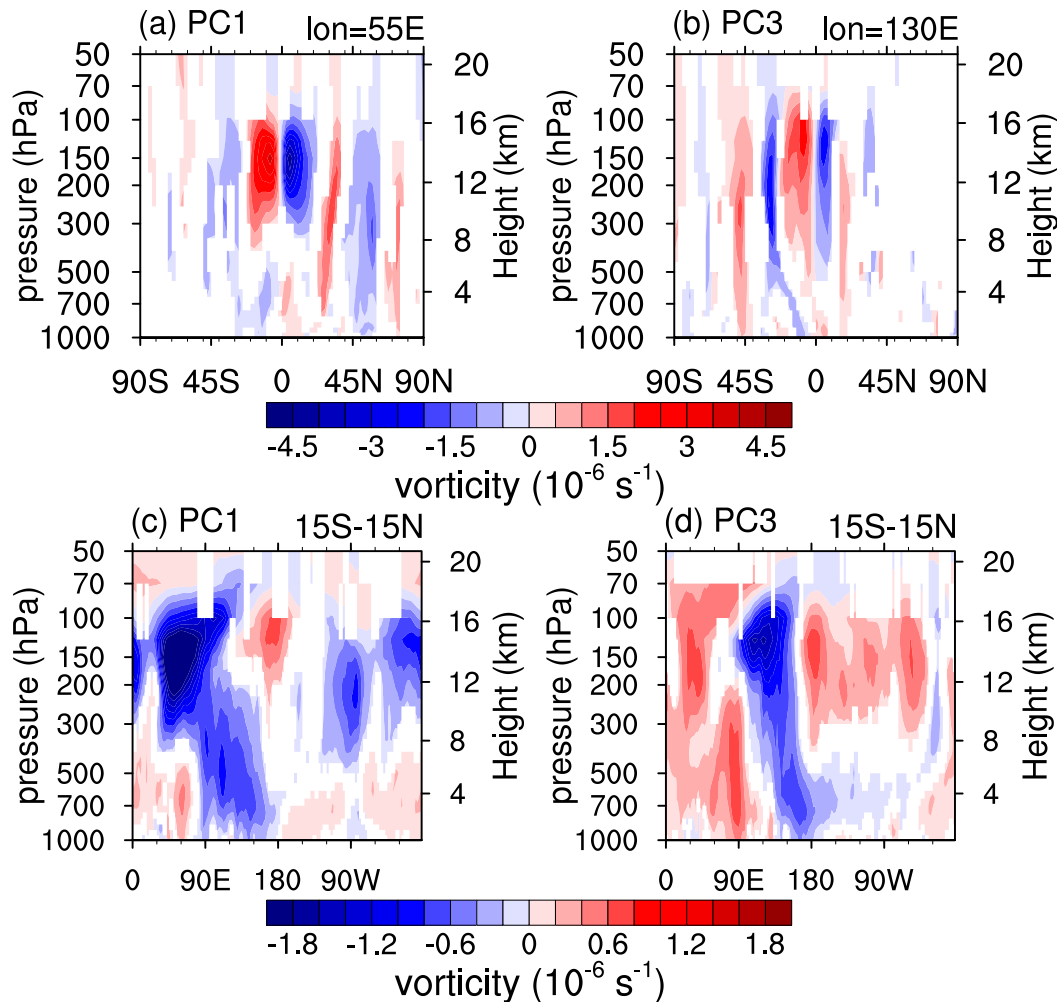 (a) PC1 lon=55E
50
70
100
150
200
300
500
700
1000
pressure (hPa)
20
16
12
8
4
Height (km)
90S 45S 0 45N 90N
(b) PC3 lon=130E
50
70
100
150
200
300
500
700
1000
pressure (hPa)
20
16
12
8
4
Height (km)
90S 45S 0 45N 90N
-4.5 -3 -1.5 0 1.5 3 4.5
vorticity (10⁻⁶ s⁻¹)
(c) PC1 15S-15N
50
70
100
150
200
300
500
700
1000
pressure (hPa)
20
16
12
8
4
Height (km)
0 90E 180 90W
(d) PC3 15S-15N
50
70
100
150
200
300
500
700
1000
pressure (hPa)
20
16
12
8
4
Height (km)
0 90E 180 90W
-1.8 -1.2 -0.6 0 0.6 1.2 1.8
vorticity (10⁻⁶ s⁻¹)